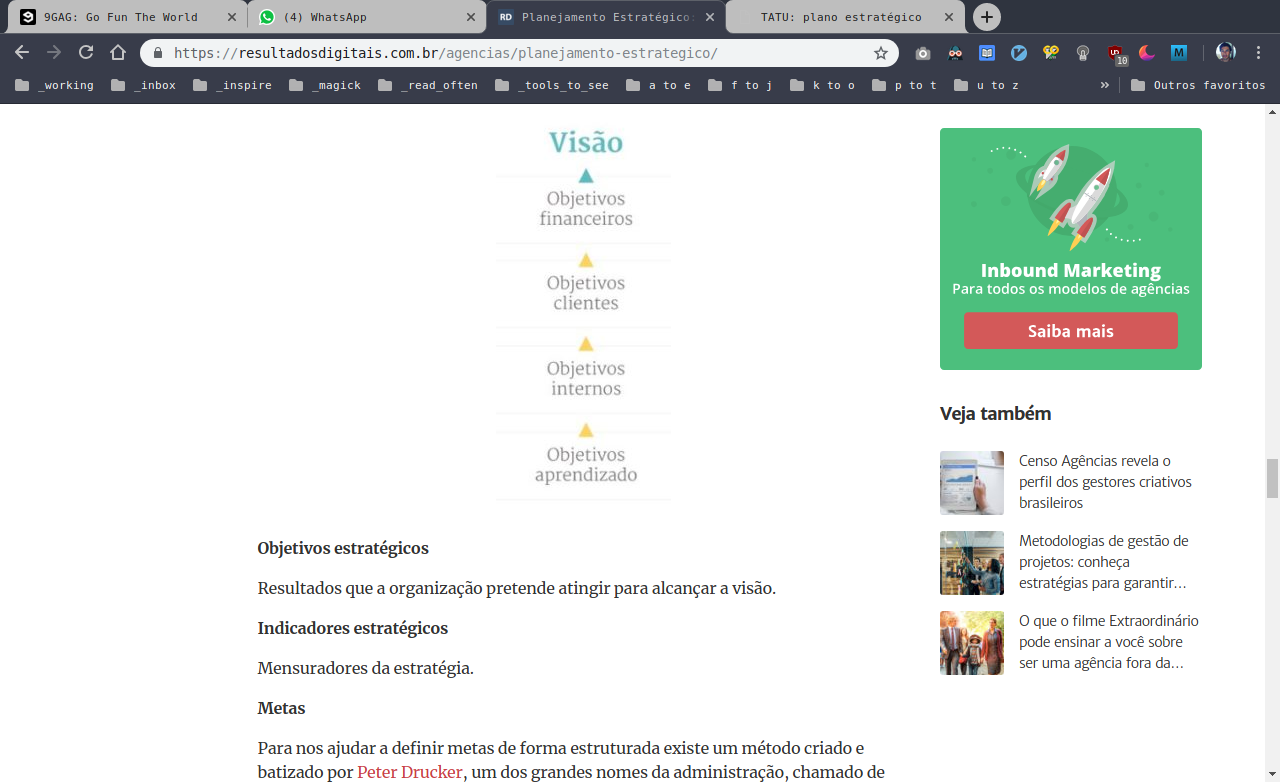 9GAG: Go Fun The World
(4) WhatsApp
RD Planejamento Estratégico:
TATU: plano estratégico
https://resultadosdigitais.com.br/agencias/planejamento-estrategico/
10
M
_working
_inbox
_inspire
_magick
_read_often
_tools_to_see
a to e
f to j
k to o
p to t
u to z
»
Outros favoritos
Visão
Objetivos
financeiros
Objetivos
clientes
Objetivos
internos
Objetivos
aprendizado
Objetivos estratégicos
Resultados que a organização pretende atingir para alcançar a visão.
Indicadores estratégicos
Mensuradores da estratégia.
Metas
Para nos ajudar a definir metas de forma estruturada existe um método criado e
batizado por Peter Drucker, um dos grandes nomes da administração, chamado de
Inbound Marketing
Para todos os modelos de agências
Saiba mais
Veja também
Censo Agências revela o
perfil dos gestores criativos
brasileiros
Metodologias de gestão de
projetos: conheça
estratégias para garantir...
O que o filme Extraordinário
pode ensinar a você sobre
ser uma agência fora da...